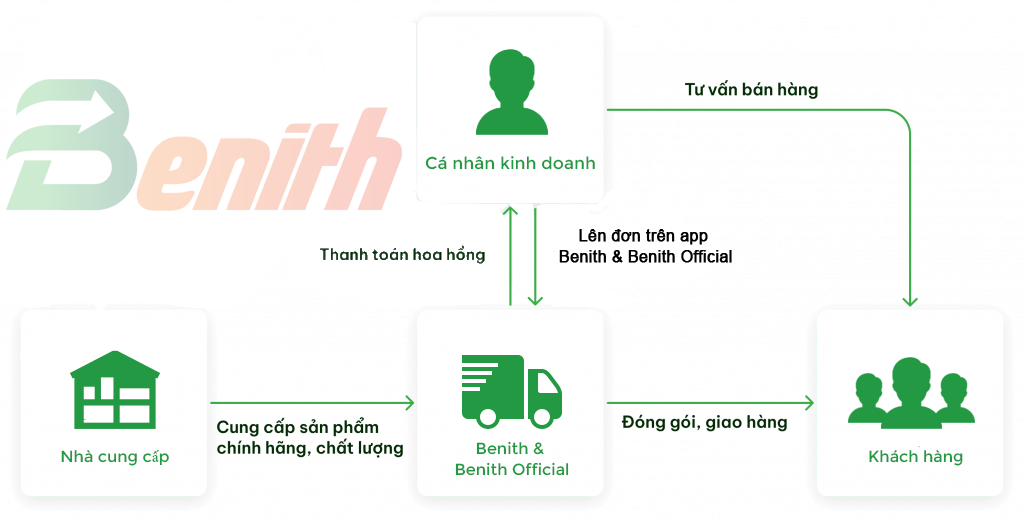 Benith
Tư vấn bán hàng
Cá nhân kinh doanh
Thanh toán hoa hồng
Lên đơn trên app
Benith & Benith Official
Nhà cung cấp
Cung cấp sản phẩm
chính hãng, chất lượng
Benith &
Benith Official
Đóng gói, giao hàng
Khách hàng